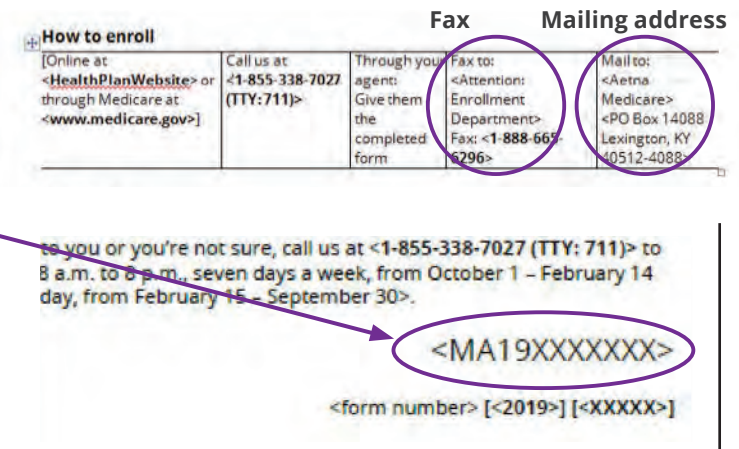 Fax Mailing address
How to enroll
[Online at
<HealthPlanWebsite> or
through Medicare at
<www.medicare.gov>]
Call us at
<1-855-338-7027
(TTY:711)>
Through your
agent:
Give them
the
completed
form
Fax to:
<Attention:
Enrollment
Department>
Fax: <1-888-665-
6296>
Mail to:
<Aetna
Medicare>
<PO Box 14088
Lexington, KY
40512-4088>
to you or you're not sure, call us at <1-855-338-7027 (TTY: 711)> to
8 a.m. to 8 p.m., seven days a week, from October 1 – February 14
day, from February 15 – September 30>.
<MA19XXXXXXX>
<form number> [<2019>] [<XXXXX>]